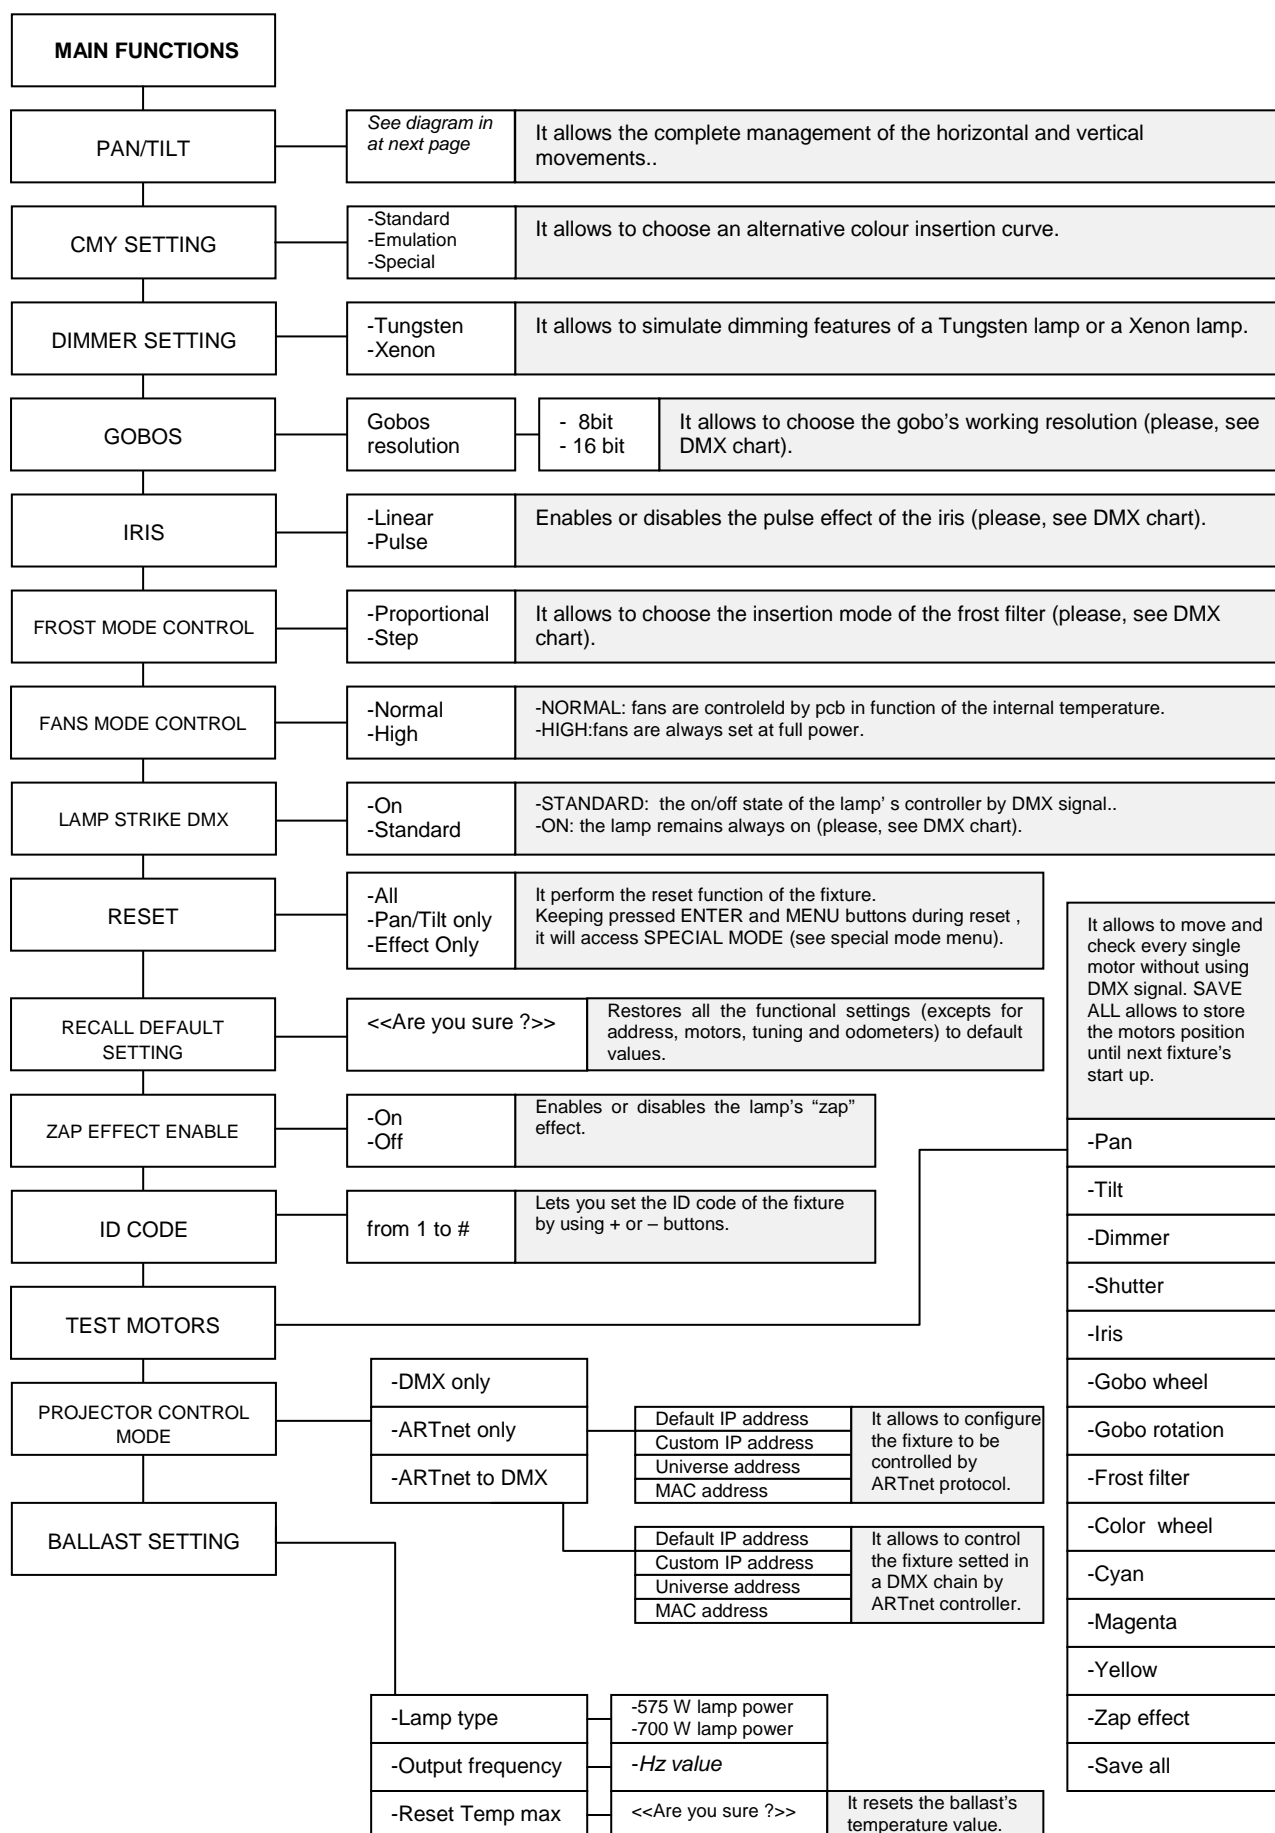 MAIN FUNCTIONS
PAN/TILT
See diagram in
at next page
It allows the complete management of the horizontal and vertical
movements..
CMY SETTING
-Standard
-Emulation
-Special
It allows to choose an alternative colour insertion curve.
DIMMER SETTING
-Tungsten
-Xenon
It allows to simulate dimming features of a Tungsten lamp or a Xenon lamp.
GOBOS
Gobos
resolution
- 8bit
- 16 bit
It allows to choose the gobo's working resolution (please, see
DMX chart).
IRIS
-Linear
-Pulse
Enables or disables the pulse effect of the iris (please, see DMX chart).
FROST MODE CONTROL
-Proportional
-Step
It allows to choose the insertion mode of the frost filter (please, see DMX
chart).
FANS MODE CONTROL
-Normal
-High
-NORMAL: fans are controleld by pcb in function of the internal temperature.
-HIGH:fans are always set at full power.
LAMP STRIKE DMX
-On
-Standard
-STANDARD: the on/off state of the lamp' s controller by DMX signal..
-ON: the lamp remains always on (please, see DMX chart).
RESET
-All
-Pan/Tilt only
-Effect Only
It perform the reset function of the fixture.
Keeping pressed ENTER and MENU buttons during reset ,
it will access SPECIAL MODE (see special mode menu).
RECALL DEFAULT
SETTING
<<Are you sure ?>>
Restores all the functional settings (excepts for
address, motors, tuning and odometers) to default
values.
ZAP EFFECT ENABLE
-On
-Off
Enables or disables the lamp's “zap”
effect.
ID CODE
from 1 to #
Lets you set the ID code of the fixture
by using + or – buttons.
TEST MOTORS
It allows to move and
check every single
motor without using
DMX signal. SAVE
ALL allows to store
the motors position
until next fixture's
start up.
-Pan
-Tilt
-Dimmer
-Shutter
-Iris
-Gobo wheel
-Gobo rotation
-Frost filter
-Color wheel
-Cyan
-Magenta
-Yellow
-Zap effect
-Save all
PROJECTOR CONTROL
MODE
-DMX only
-ARTnet only
-ARTnet to DMX
Default IP address
Custom IP address
Universe address
MAC address
It allows to configure
the fixture to be
controlled by
ARTnet protocol.
Default IP address
Custom IP address
Universe address
MAC address
It allows to control
the fixture setted in
a DMX chain by
ARTnet controller.
BALLAST SETTING
-Lamp type
-575 W lamp power
-700 W lamp power
-Output frequency
-Hz value
-Reset Temp max
<<Are you sure ?>>
It resets the ballast's
temperature value.